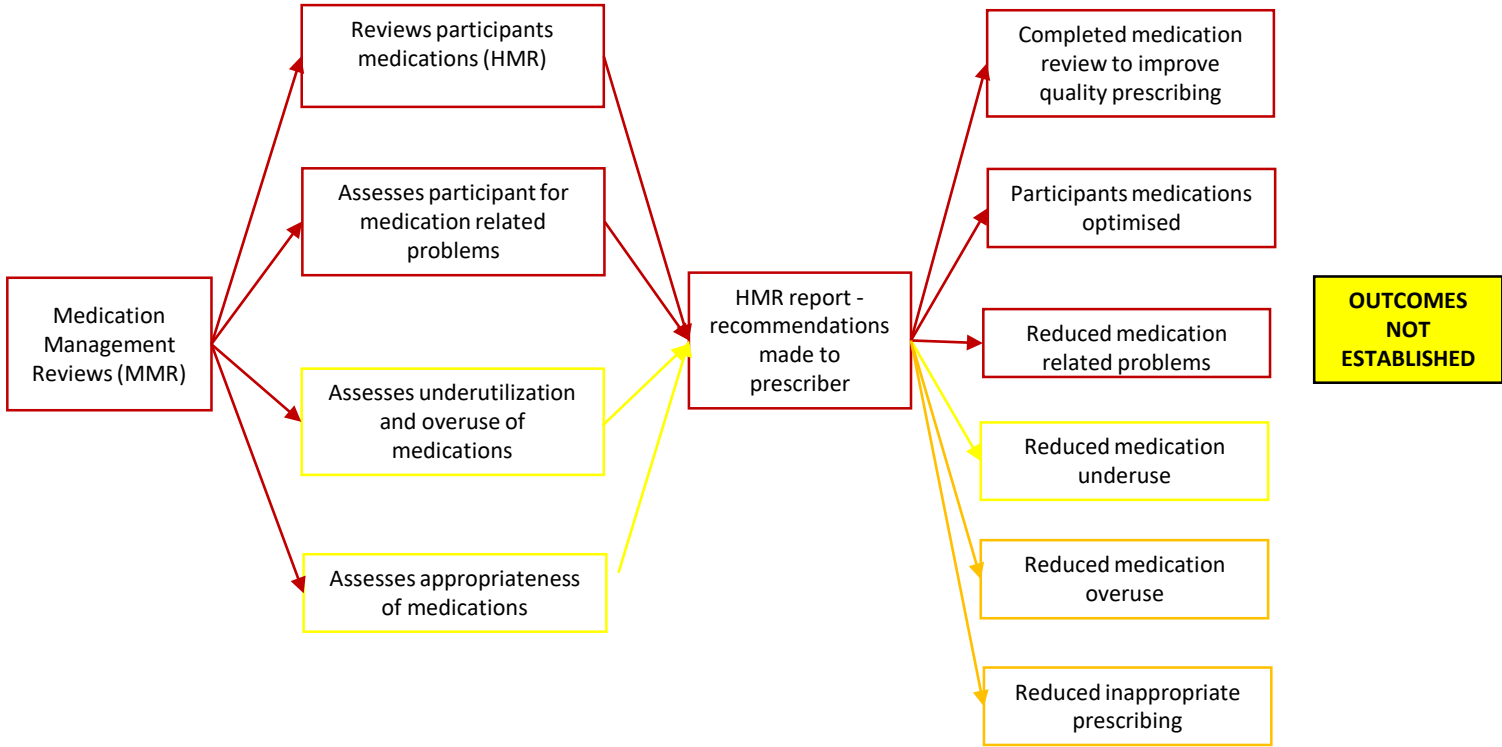 Medication
Management
Reviews (MMR)
Reviews participants
medications (HMR)
Assesses participant for
medication related
problems
Assesses underutilization
and overuse of
medications
Assesses appropriateness
of medications
HMR report -
recommendations
made to
prescriber
Completed medication
review to improve
quality prescribing
Participants medications
optimised
Reduced medication
related problems
Reduced medication
underuse
Reduced medication
overuse
Reduced inappropriate
prescribing
OUTCOMES
NOT
ESTABLISHED